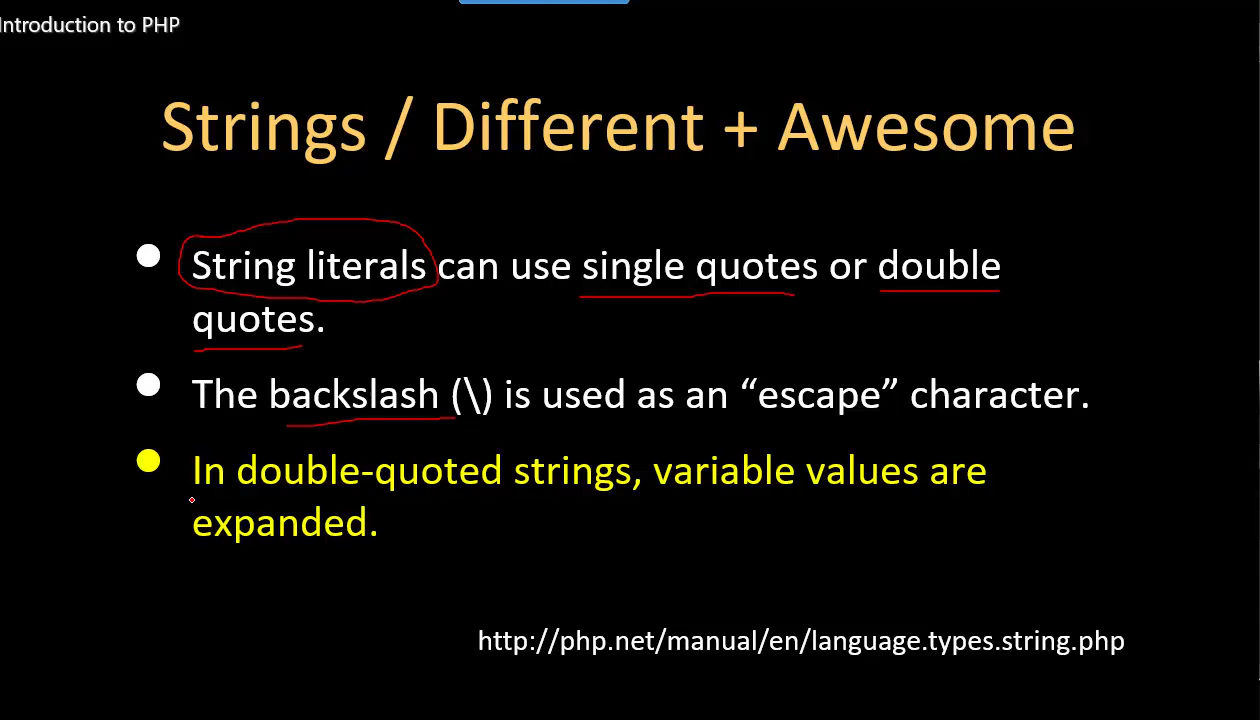 Introduction to PHP
Strings / Different + Awesome
String literals can use single quotes or double
quotes.
The backslash (\) is used as an “escape” character.
In double-quoted strings, variable values are
expanded.
http://php.net/manual/en/language.types.string.php